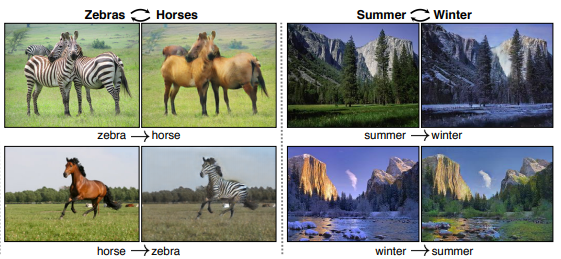 Zebras Horses
zebra → horse
horse → zebra
Summer Winter
summer → winter
winter → summer